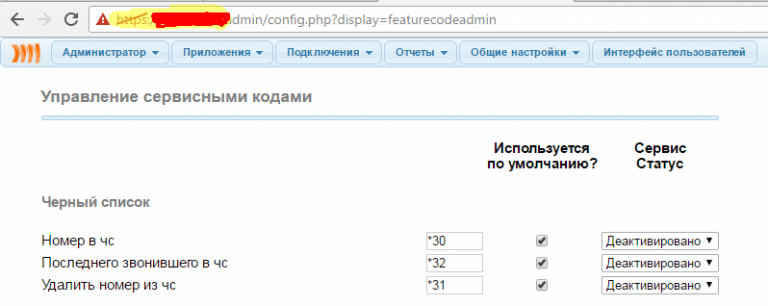 https:
admin/config.php?display=featurecodeadmin
Администратор Приложения Подключения Отчеты Общие настройки Интерфейс пользователей
Управление сервисными кодами
Используется по умолчанию?
Сервис Статус
Черный список
Номер в чс *30 Деактивировано
Последнего звонившего в чс *32 Деактивировано
Удалить номер из чс *31 Деактивировано